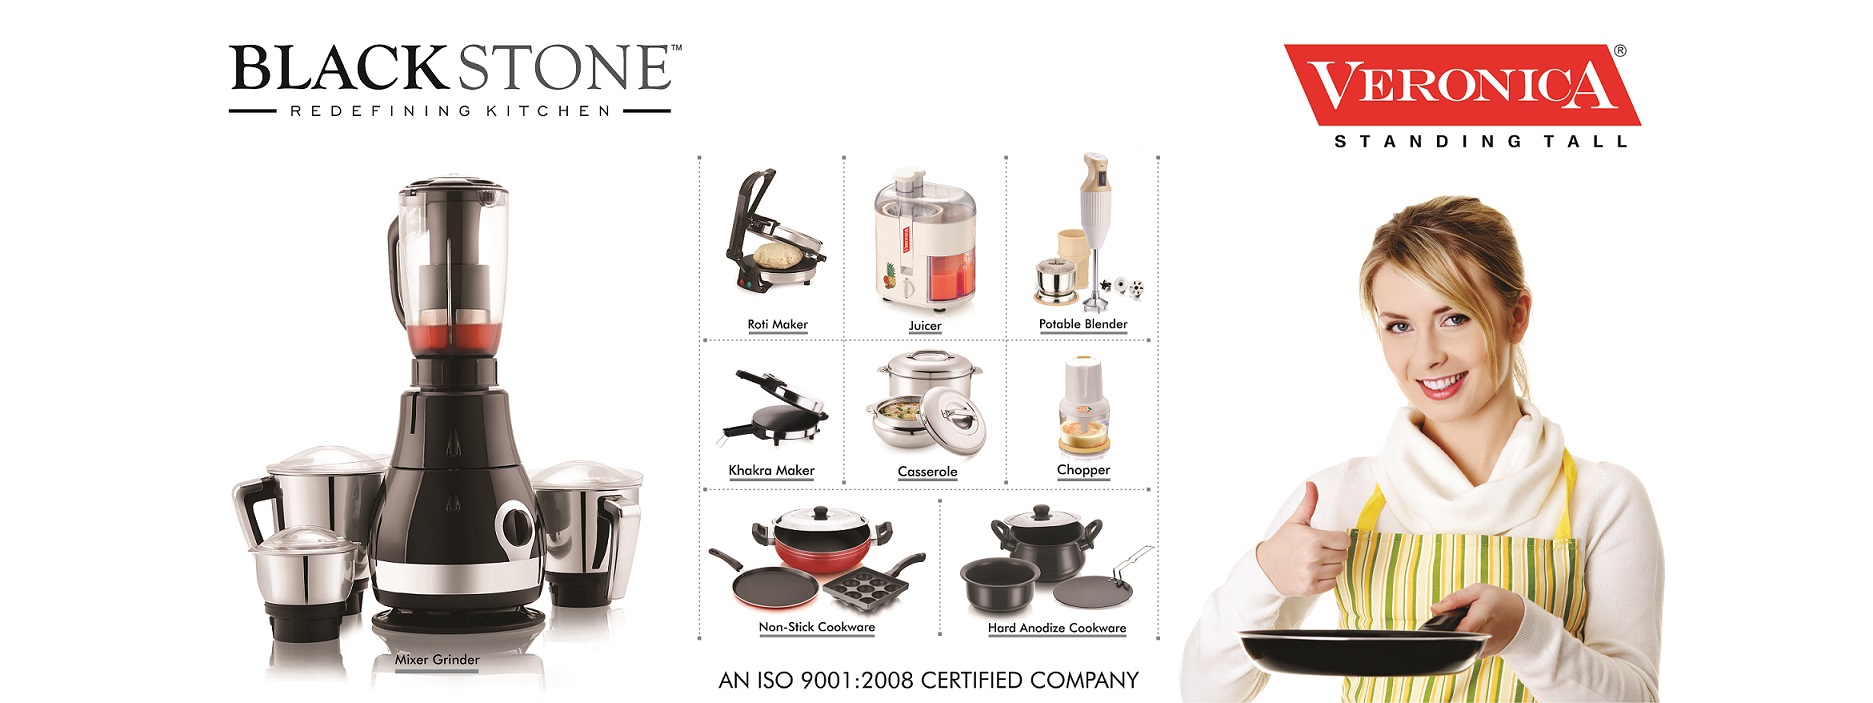 BLACKSTONE™
REDEFINING KITCHEN
VERONICA®
STANDING TALL
Roti Maker
Juicer
Potable Blender
Khakra Maker
Casserole
Chopper
Non-Stick Cookware
Hard Anodize Cookware
Mixer Grinder
AN ISO 9001:2008 CERTIFIED COMPANY
VERONICA